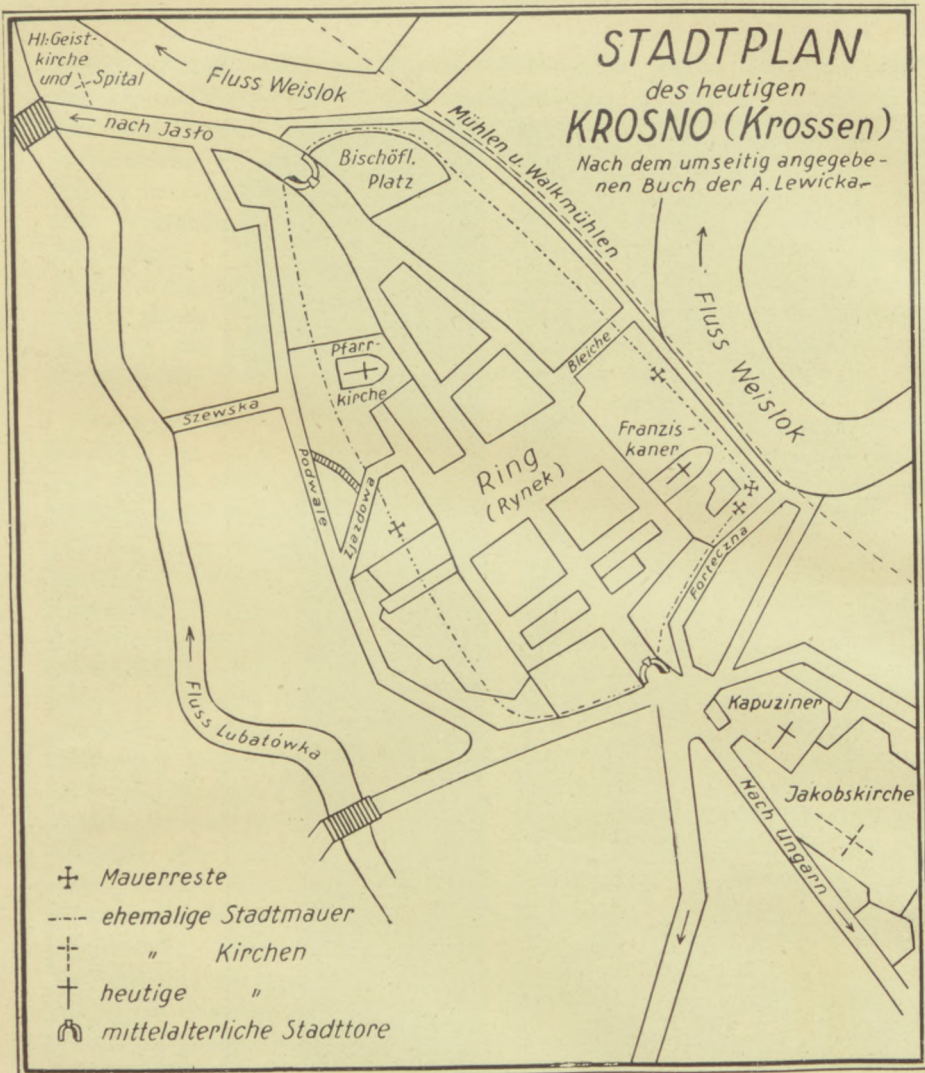 STADTPLAN
des heutigen
KROSNO (Krossen)
Nach dem umseitig angegebe-
nen Buch der A. Lewicka
Hl. Geist-
kirche
und Spital
Fluss Weislok
nach Jasło
Bischöfl.
Platz
Mühlen u. Walkmühlen
Fluss Weislok
Pfarr-
kirche
Bleiche
Szewska
Franzis-
kaner
Ring
(Rynek)
Podwale
Zjazdowa
Forteczna
Fluss Lubatówka
Kapuziner
Jakobskirche
Nach Ungarn
Mauerreste
ehemalige Stadtmauer
" Kirchen
heutige "
mittelalterliche Stadttore